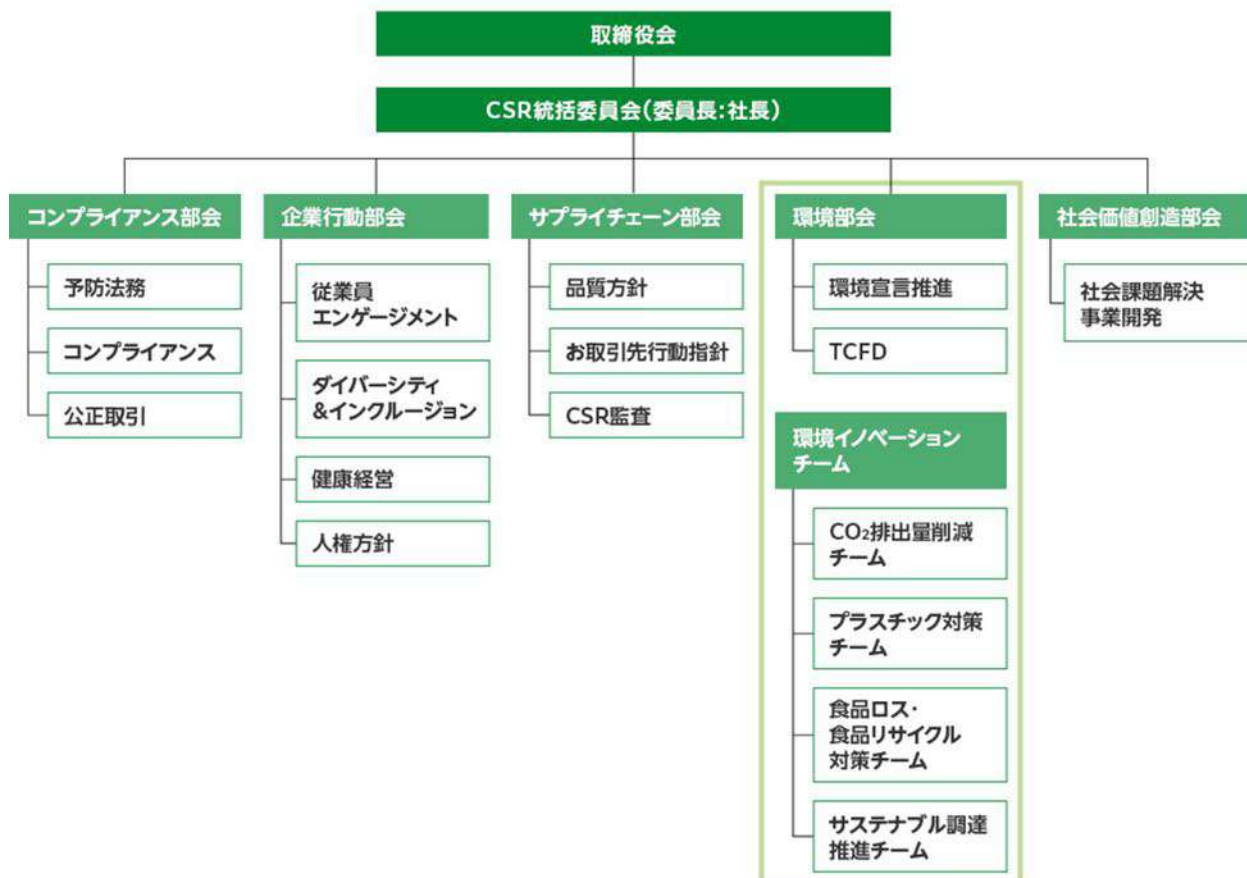 取締役会
CSR統括委員会(委員長:社長)
コンプライアンス部会
予防法務
コンプライアンス
公正取引
企業行動部会
従業員
エンゲージメント
ダイバーシティ
&インクルージョン
健康経営
人権方針
サプライチェーン部会
品質方針
お取引先行動指針
CSR監査
環境部会
環境宣言推進
TCFD
環境イノベーション
チーム
CO₂排出量削減
チーム
プラスチック対策
チーム
食品ロス・
食品リサイクル
対策チーム
サステナブル調達
推進チーム
社会価値創造部会
社会課題解決
事業開発